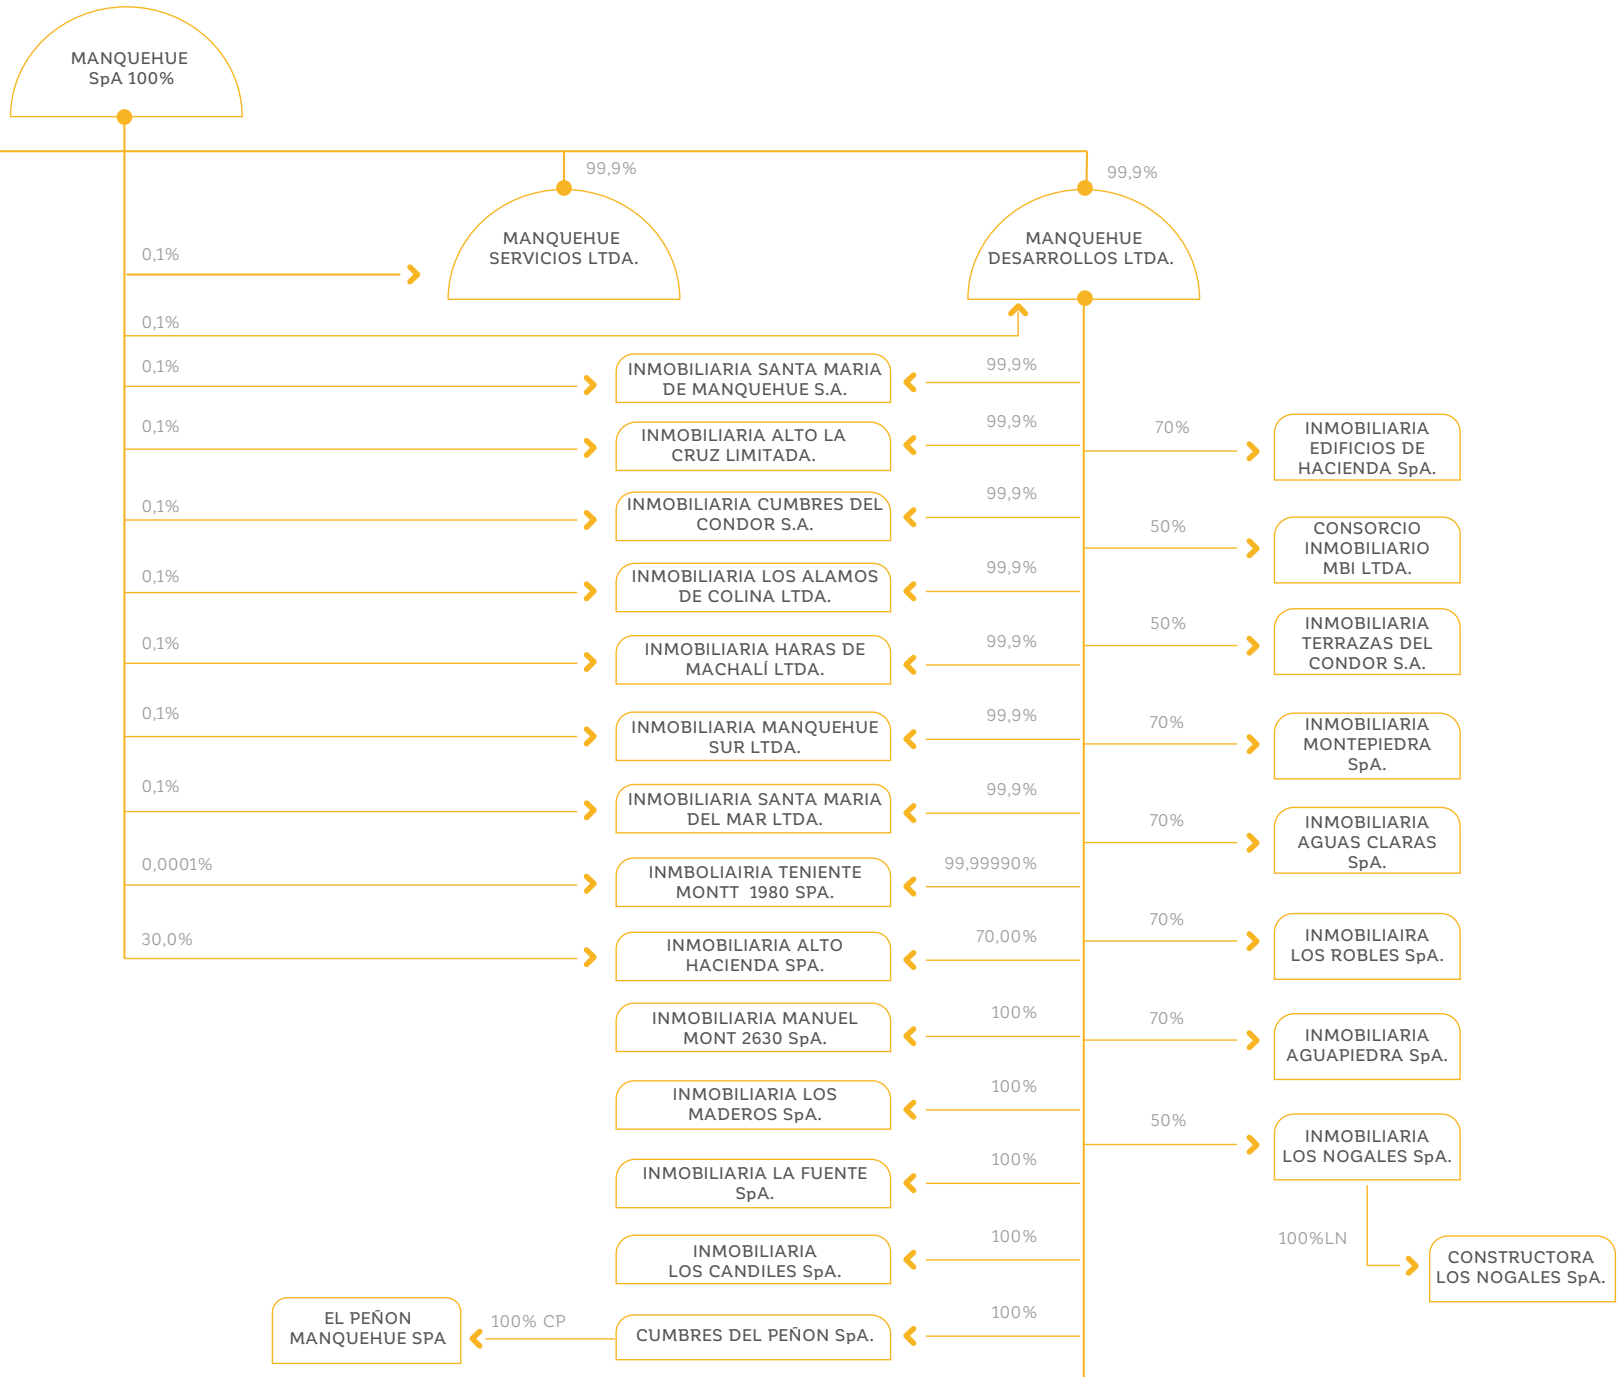 MANQUEHUE
SpA 100%
99,9%
99,9%
MANQUEHUE
SERVICIOS LTDA.
MANQUEHUE
DESARROLLOS LTDA.
0,1%
0,1%
0,1%
INMOBILIARIA SANTA MARIA
DE MANQUEHUE S.A.
99,9%
0,1%
INMOBILIARIA ALTO LA
CRUZ LIMITADA.
99,9%
70%
INMOBILIARIA
EDIFICIOS DE
HACIENDA SpA.
0,1%
INMOBILIARIA CUMBRES DEL
CONDOR S.A.
99,9%
50%
CONSORCIO
INMOBILIARIO
MBI LTDA.
0,1%
INMOBILIARIA LOS ALAMOS
DE COLINA LTDA.
99,9%
50%
INMOBILIARIA
TERRAZAS DEL
CONDOR S.A.
0,1%
INMOBILIARIA HARAS DE
MACHALÍ LTDA.
99,9%
0,1%
INMOBILIARIA MANQUEHUE
SUR LTDA.
99,9%
70%
INMOBILIARIA
MONTEPIEDRA
SpA.
0,1%
INMOBILIARIA SANTA MARIA
DEL MAR LTDA.
99,9%
70%
INMOBILIARIA
AGUAS CLARAS
SpA.
0,0001%
INMBOLIAIRIA TENIENTE
MONTT 1980 SPA.
99,99990%
30,0%
INMOBILIARIA ALTO
HACIENDA SPA.
70,00%
70%
INMOBILIAIRA
LOS ROBLES SpA.
INMOBILIARIA MANUEL
MONT 2630 SpA.
100%
70%
INMOBILIARIA
AGUAPIEDRA SpA.
INMOBILIARIA LOS
MADEROS SpA.
100%
50%
INMOBILIARIA
LOS NOGALES SpA.
INMOBILIARIA LA FUENTE
SpA.
100%
INMOBILIARIA
LOS CANDILES SpA.
100%
100%LN
CONSTRUCTORA
LOS NOGALES SpA.
EL PEÑON
MANQUEHUE SPA
100% CP
CUMBRES DEL PEÑON SpA.
100%